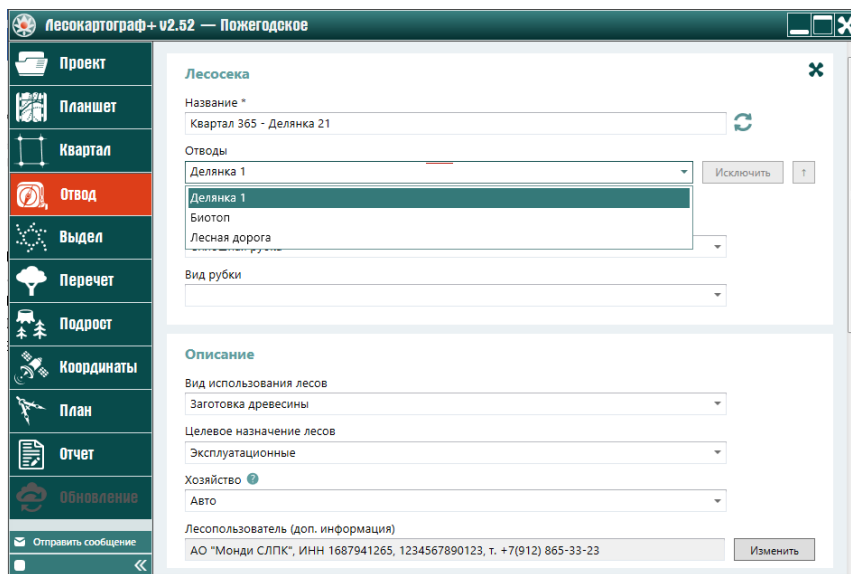 Лесокартограф+ v2.52 — Пожегодское
Проект
Планшет
Квартал
Отвод
Выдел
Перечет
Подрост
Координаты
План
Отчет
Обновление
Отправить сообщение
Лесосека
Название *
Квартал 365 - Делянка 21
Отводы
Делянка 1
Исключить ↑
Делянка 1
Биотоп
Лесная дорога
Вид рубки
Описание
Вид использования лесов
Заготовка древесины
Целевое назначение лесов
Эксплуатационные
Хозяйство ?
Авто
Лесопользователь (доп. информация)
АО "Монди СЛПК", ИНН 1687941265, 1234567890123, т. +7(912) 865-33-23
Изменить